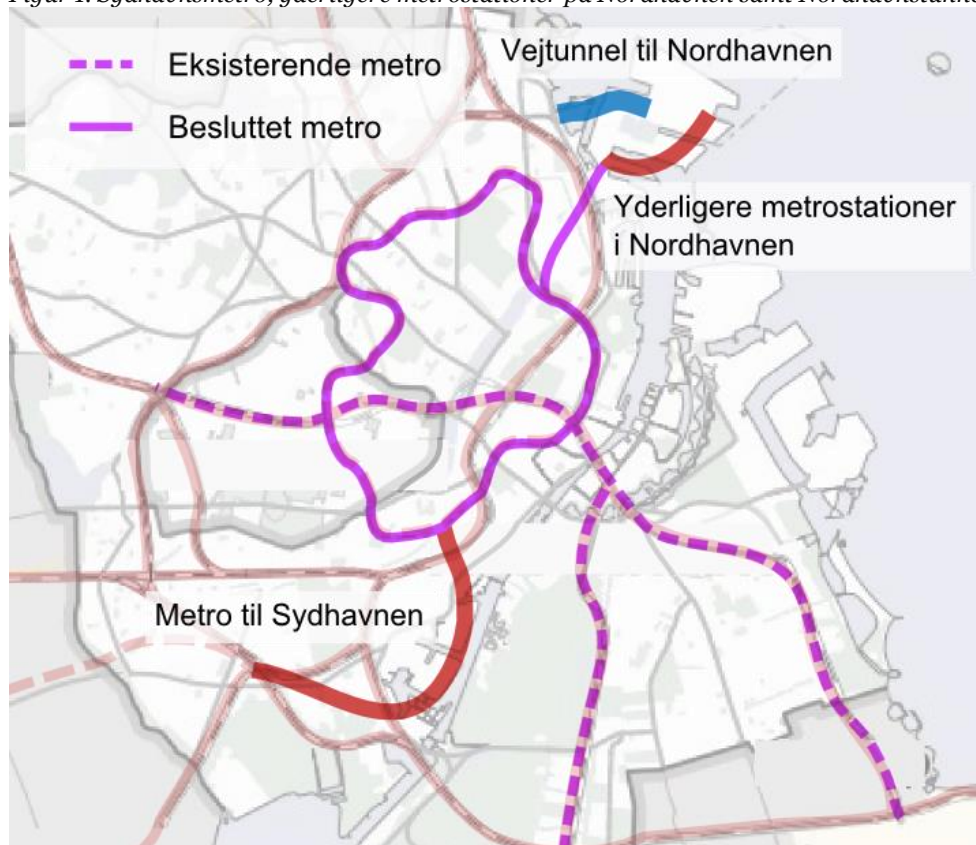 Eksisterende metro
Besluttet metro
Vejtunnel til Nordhavnen
Yderligere metrostationer
i Nordhavnen
Metro til Sydhavnen